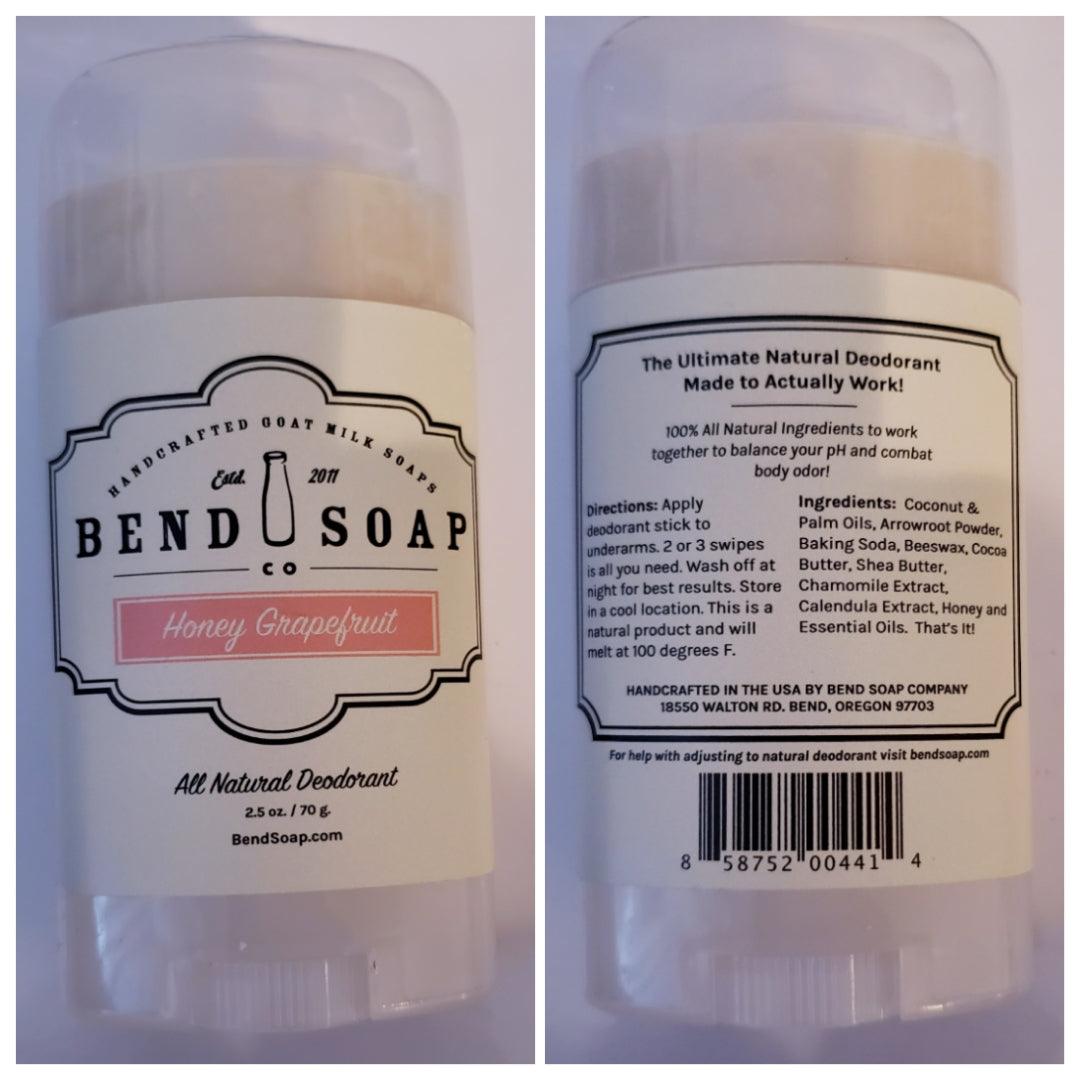 HANDCRAFTED GOAT MILK SOAPS
Estd. 2011
BEND SOAP
CO
Honey Grapefruit
All Natural Deodorant
2.5 oz. / 70 g.
BendSoap.com
The Ultimate Natural Deodorant
Made to Actually Work!
100% All Natural Ingredients to work
together to balance your pH and combat
body odor!
Directions: Apply
deodorant stick to
underarms. 2 or 3 swipes
is all you need. Wash off at
night for best results. Store
in a cool location. This is a
natural product and will
melt at 100 degrees F.
Ingredients: Coconut &
Palm Oils, Arrowroot Powder,
Baking Soda, Beeswax, Cocoa
Butter, Shea Butter,
Chamomile Extract,
Calendula Extract, Honey and
Essential Oils. That's It!
HANDCRAFTED IN THE USA BY BEND SOAP COMPANY
18550 WALTON RD. BEND, OREGON 97703
For help with adjusting to natural deodorant visit bendsoap.com
8 58752 00441 4